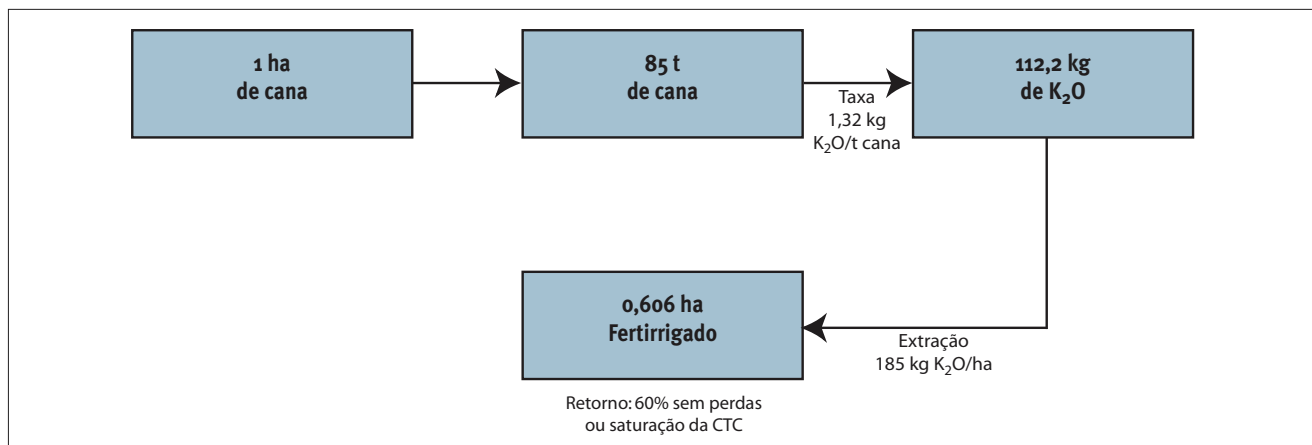 1 ha
de cana
85 t
de cana
Taxa
1,32 kg
K₂O/t cana
112,2 kg
de K₂O
0,606 ha
Fertirrigado
Extração
185 kg K₂O/ha
Retorno: 60% sem perdas
ou saturação da CTC